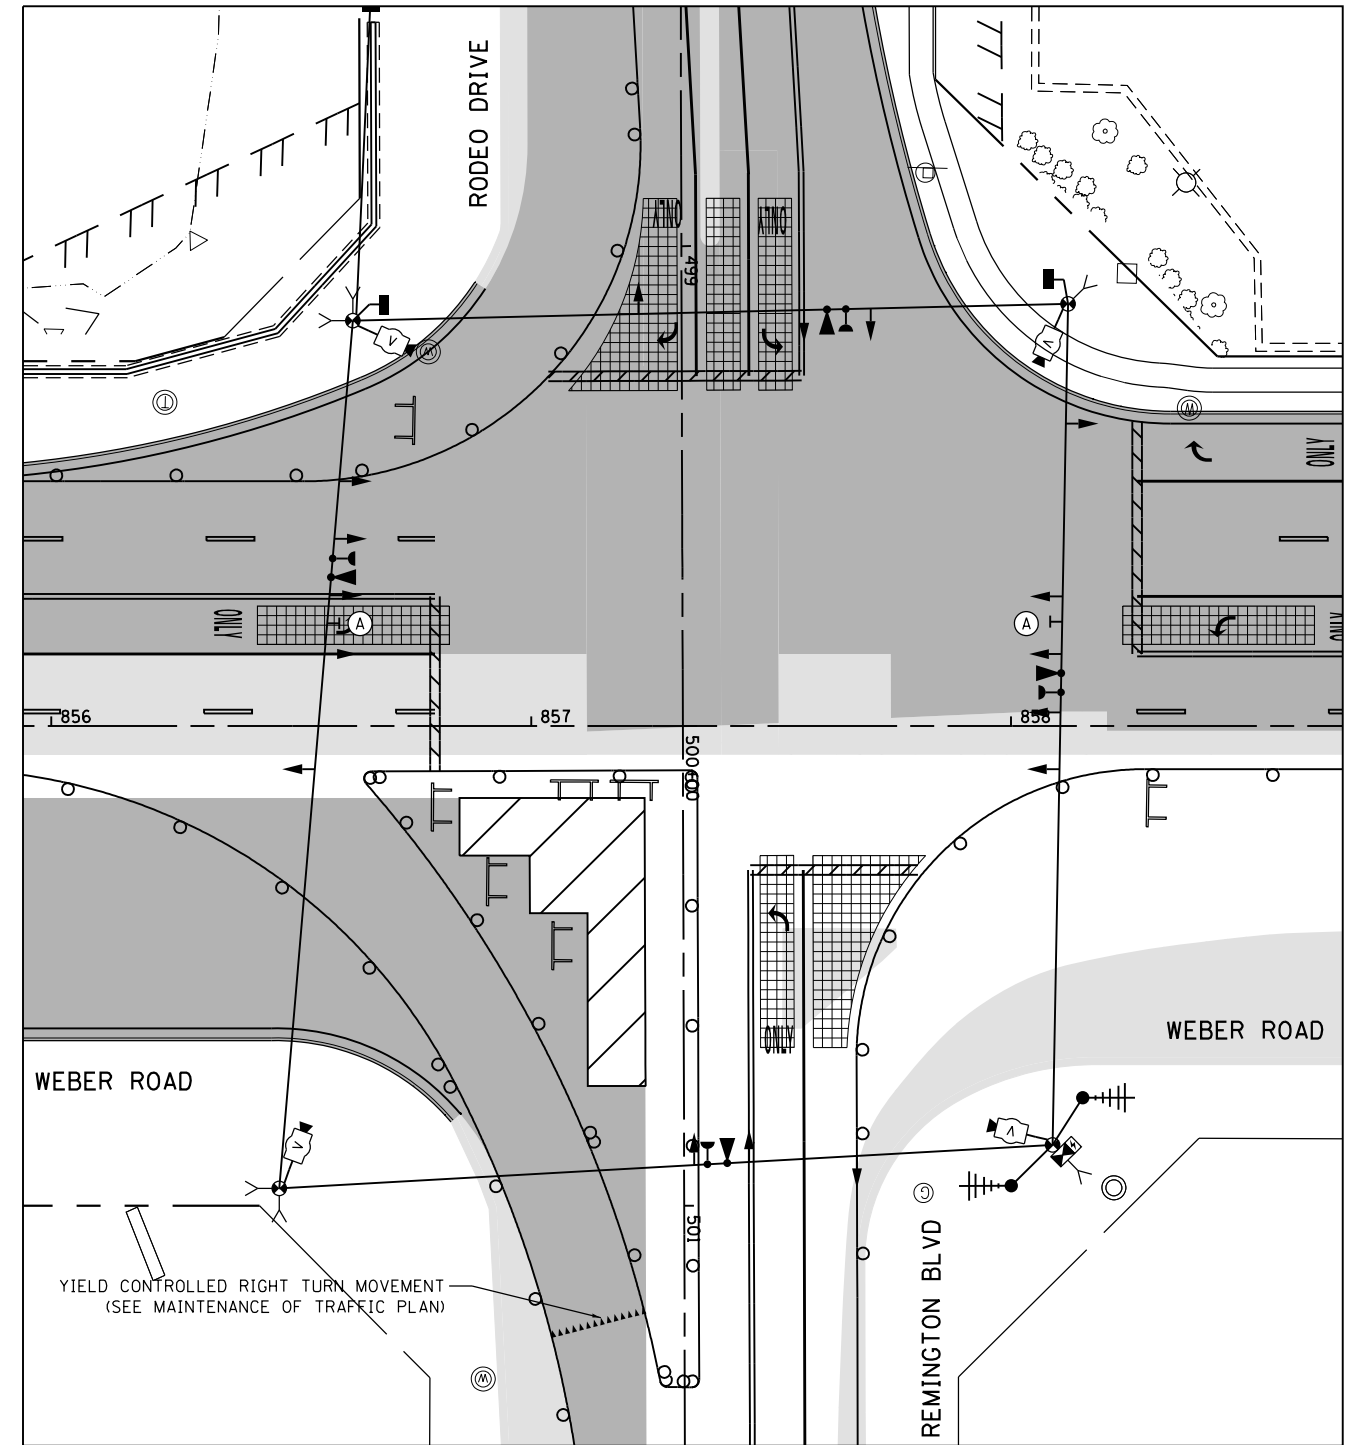 RODEO DRIVE
ONLY
ONLY
499
V
V
W
T
W
ONLY
ONLY
A
A
ONLY
856
857
858
500+00
ONLY
WEBER ROAD
WEBER ROAD
V
V
G
501
REMINGTON BLVD
YIELD CONTROLLED RIGHT TURN MOVEMENT
(SEE MAINTENANCE OF TRAFFIC PLAN)
W